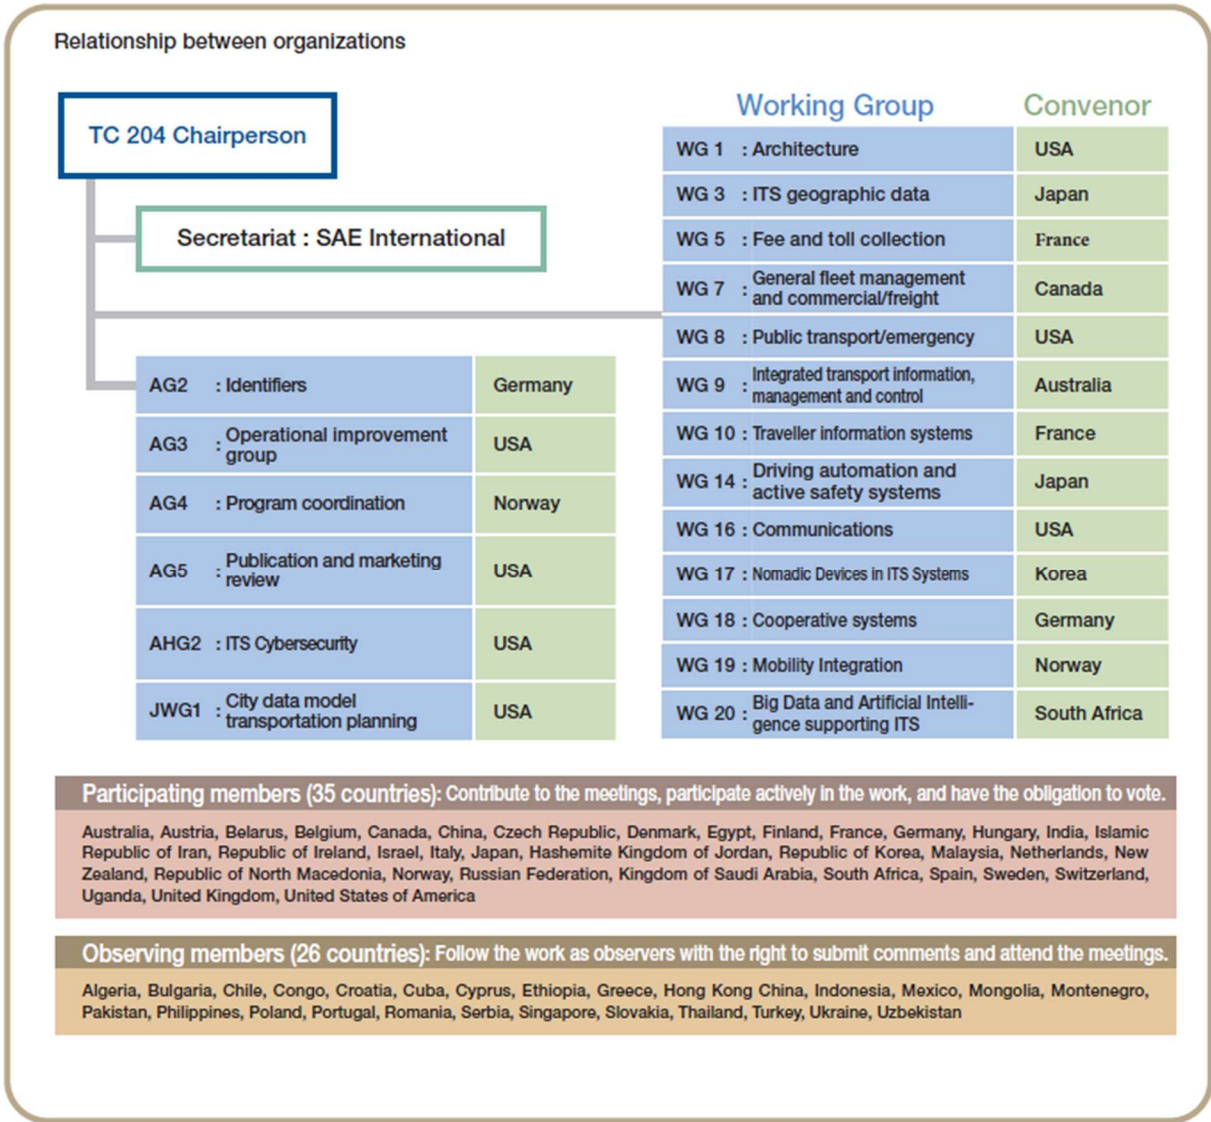 Relationship between organizations
TC 204 Chairperson
Secretariat : SAE International
AG2 : Identifiers Germany
AG3 : Operational improvement
group USA
AG4 : Program coordination Norway
AG5 : Publication and marketing
review USA
AHG2 : ITS Cybersecurity USA
JWG1 : City data model
transportation planning USA
Working Group Convenor
WG 1 : Architecture USA
WG 3 : ITS geographic data Japan
WG 5 : Fee and toll collection France
WG 7 : General fleet management
and commercial/freight Canada
WG 8 : Public transport/emergency USA
WG 9 : Integrated transport information,
management and control Australia
WG 10 : Traveller information systems France
WG 14 : Driving automation and
active safety systems Japan
WG 16 : Communications USA
WG 17 : Nomadic Devices in ITS Systems Korea
WG 18 : Cooperative systems Germany
WG 19 : Mobility Integration Norway
WG 20 : Big Data and Artificial Intelli-
gence supporting ITS South Africa
Participating members (35 countries): Contribute to the meetings, participate actively in the work, and have the obligation to vote.
Australia, Austria, Belarus, Belgium, Canada, China, Czech Republic, Denmark, Egypt, Finland, France, Germany, Hungary, India, Islamic
Republic of Iran, Republic of Ireland, Israel, Italy, Japan, Hashemite Kingdom of Jordan, Republic of Korea, Malaysia, Netherlands, New
Zealand, Republic of North Macedonia, Norway, Russian Federation, Kingdom of Saudi Arabia, South Africa, Spain, Sweden, Switzerland,
Uganda, United Kingdom, United States of America
Observing members (26 countries): Follow the work as observers with the right to submit comments and attend the meetings.
Algeria, Bulgaria, Chile, Congo, Croatia, Cuba, Cyprus, Ethiopia, Greece, Hong Kong China, Indonesia, Mexico, Mongolia, Montenegro,
Pakistan, Philippines, Poland, Portugal, Romania, Serbia, Singapore, Slovakia, Thailand, Turkey, Ukraine, Uzbekistan